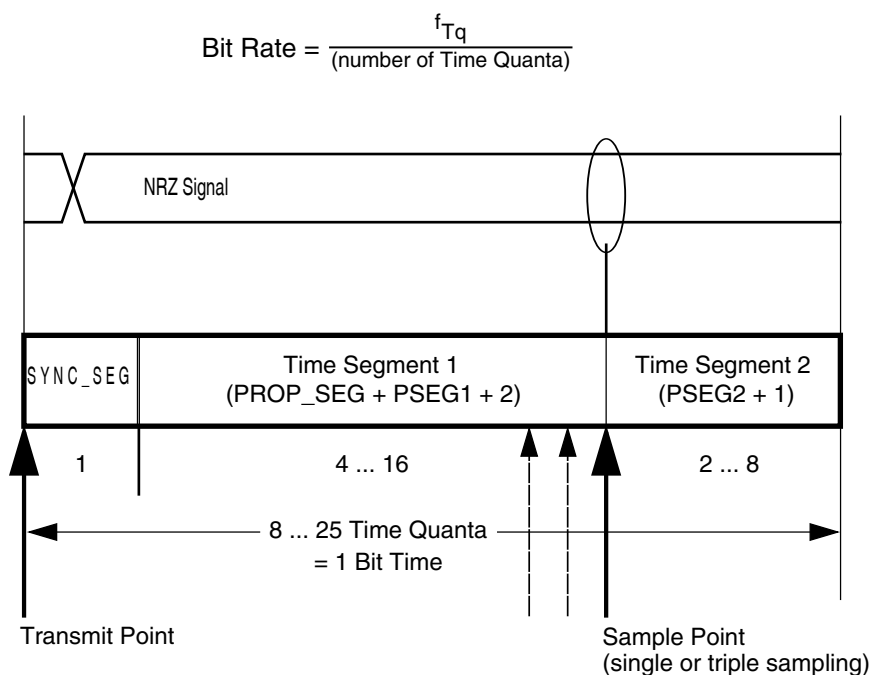 Bit Rate = fTq
(number of Time Quanta)
NRZ Signal
SYNC_SEG
Time Segment 1
(PROP_SEG + PSEG1 + 2)
Time Segment 2
(PSEG2 + 1)
1
4 ... 16
2 ... 8
8 ... 25 Time Quanta
= 1 Bit Time
Transmit Point
Sample Point
(single or triple sampling)